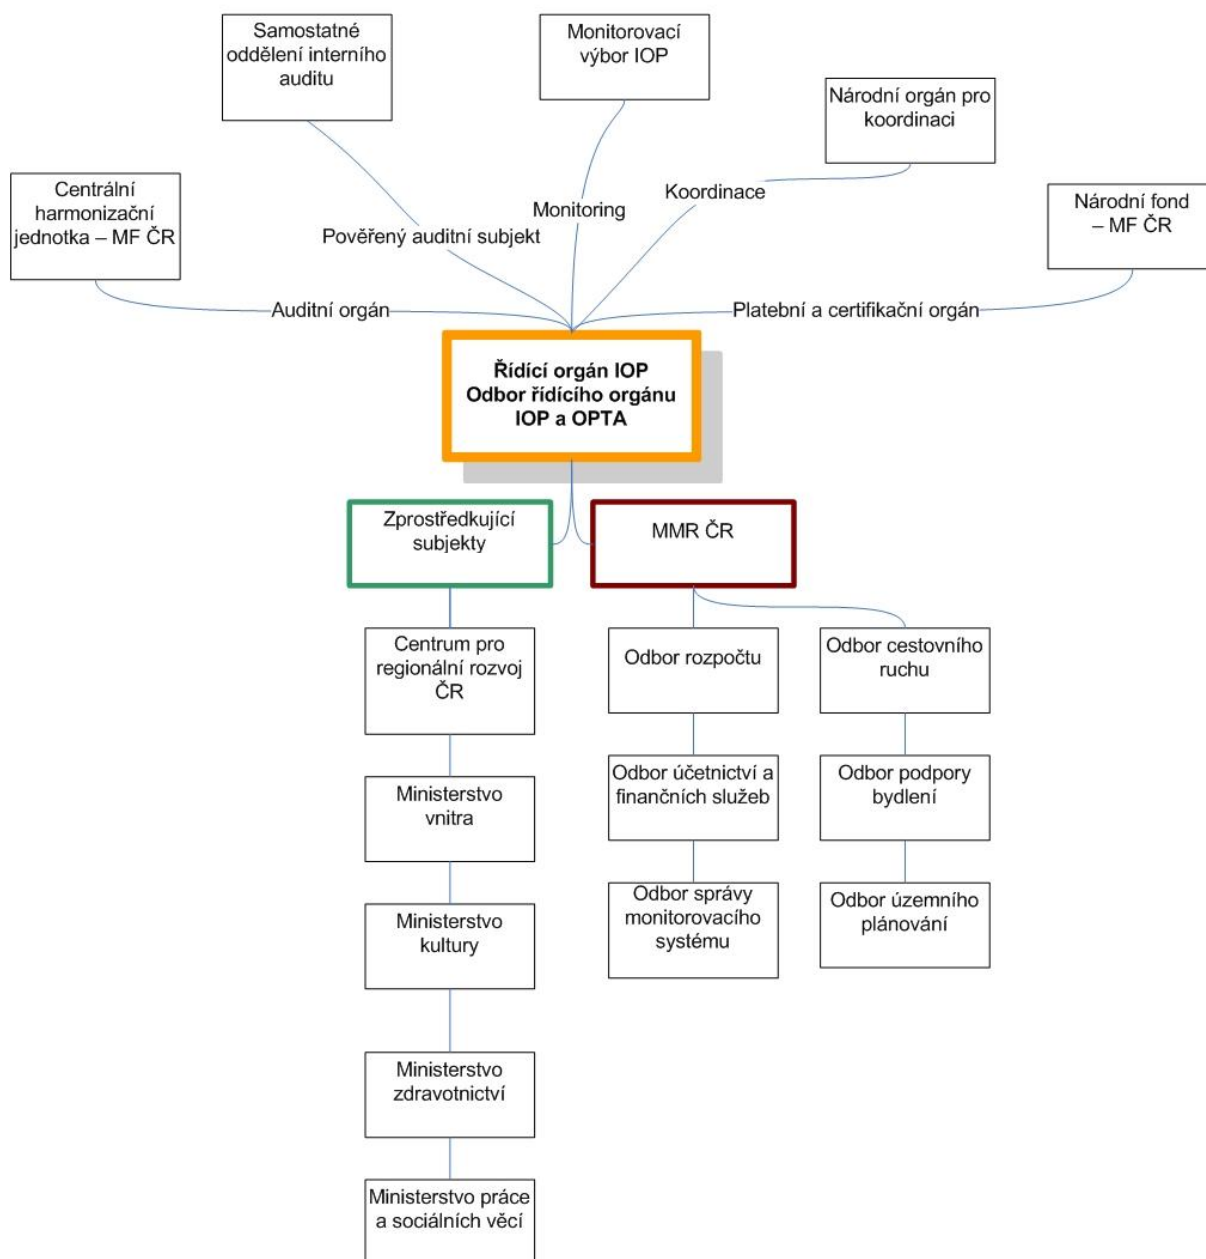 Samostatné
oddělení interního
auditu
Monitorovací
výbor IOP
Národní orgán pro
koordinaci
Centrální
harmonizační
jednotka – MF ČR
Národní fond
– MF ČR
Koordinace
Monitoring
Pověřený auditní subjekt
Auditní orgán
Platební a certifikační orgán
Řídící orgán IOP
Odbor řídícího orgánu
IOP a OPTA
Zprostředkující
subjekty
MMR ČR
Centrum pro
regionální rozvoj
ČR
Ministerstvo
vnitra
Ministerstvo
kultury
Ministerstvo
zdravotnictví
Ministerstvo práce
a sociálních věcí
Odbor rozpočtu
Odbor účetnictví a
finančních služeb
Odbor správy
monitorovacího
systému
Odbor cestovního
ruchu
Odbor podpory
bydlení
Odbor územního
plánování